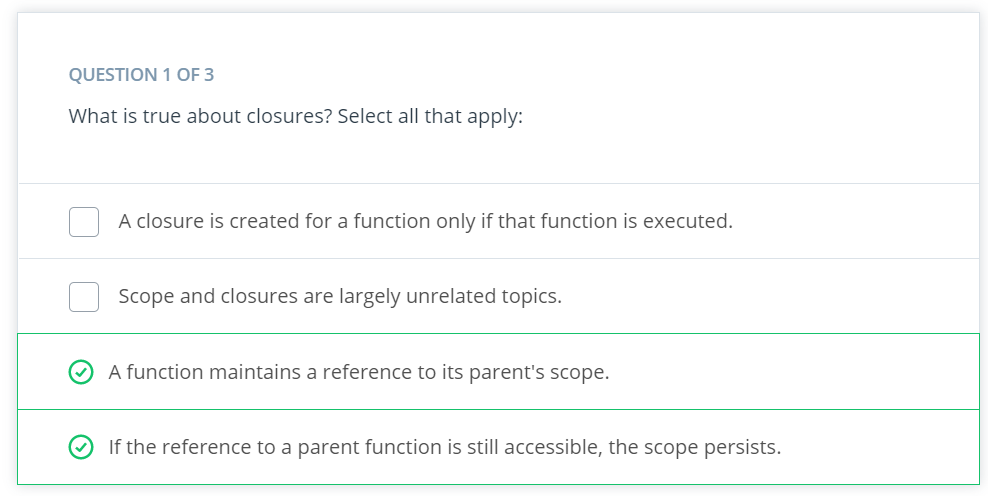 QUESTION 1 OF 3
What is true about closures? Select all that apply:
A closure is created for a function only if that function is executed.
Scope and closures are largely unrelated topics.
A function maintains a reference to its parent's scope.
If the reference to a parent function is still accessible, the scope persists.